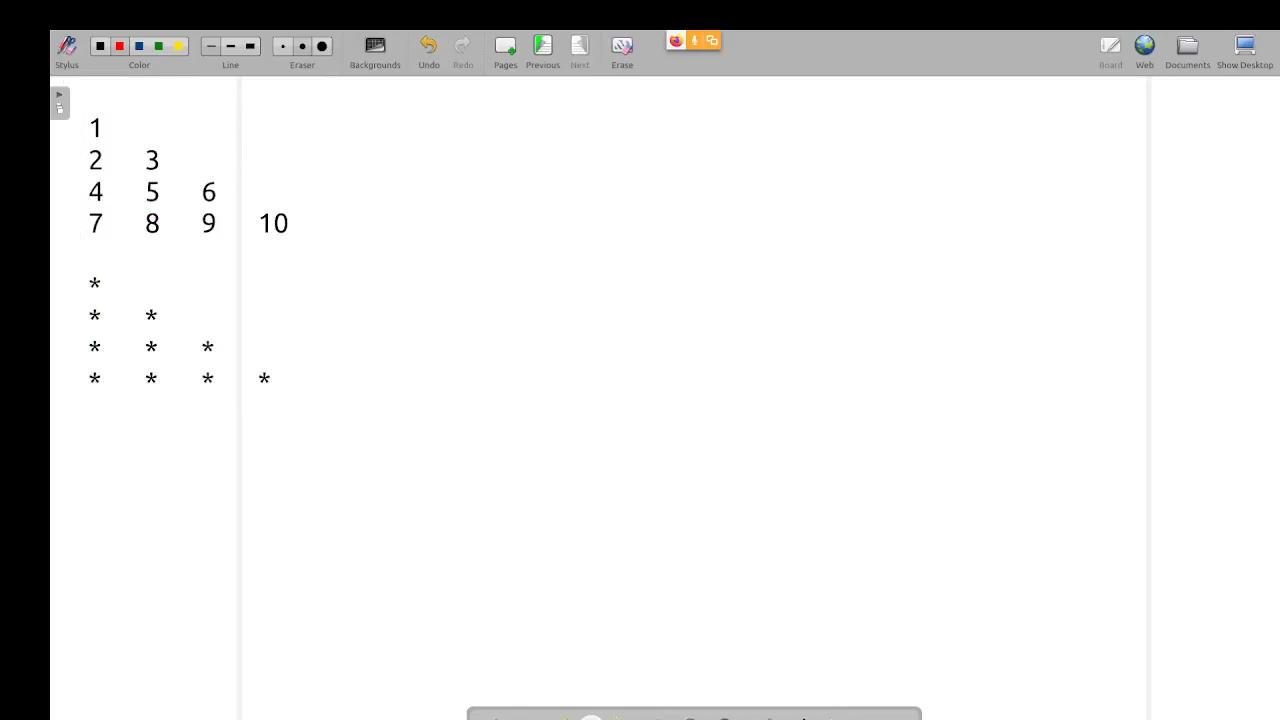 Stylus Color Line Eraser Backgrounds Undo Redo Pages Previous Next Erase Board Web Documents Show Desktop
1
2 3
4 5 6
7 8 9 10
*
* *
* * *
* * * *